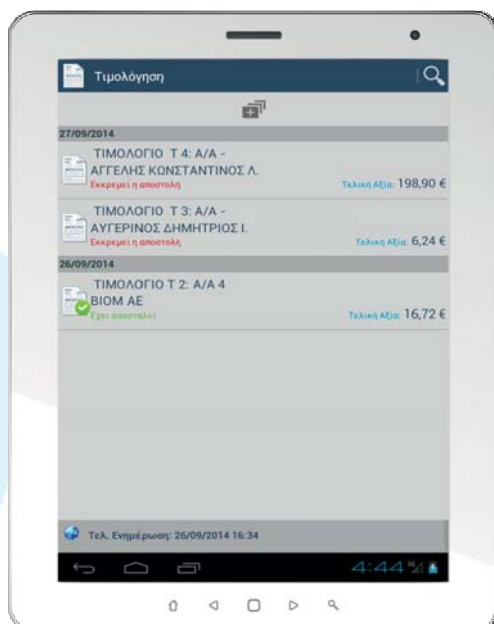 Τιμολόγηση
27/09/2014
ΤΙΜΟΛΟΓΙΟ Τ 4: Α/Α -
ΑΓΓΕΛΗΣ ΚΩΝΣΤΑΝΤΙΝΟΣ Λ.
Εκκρεμεί η αποστολή Τελική Αξία: 198,90 €
ΤΙΜΟΛΟΓΙΟ Τ 3: Α/Α -
ΑΥΓΕΡΙΝΟΣ ΔΗΜΗΤΡΙΟΣ Ι.
Εκκρεμεί η αποστολή Τελική Αξία: 6,24 €
26/09/2014
ΤΙΜΟΛΟΓΙΟ Τ 2: Α/Α 4
ΒΙΟΜ ΑΕ
Έχει αποσταλεί Τελική Αξία: 16,72 €
Τελ. Ενημέρωση: 26/09/2014 16:34
4:44